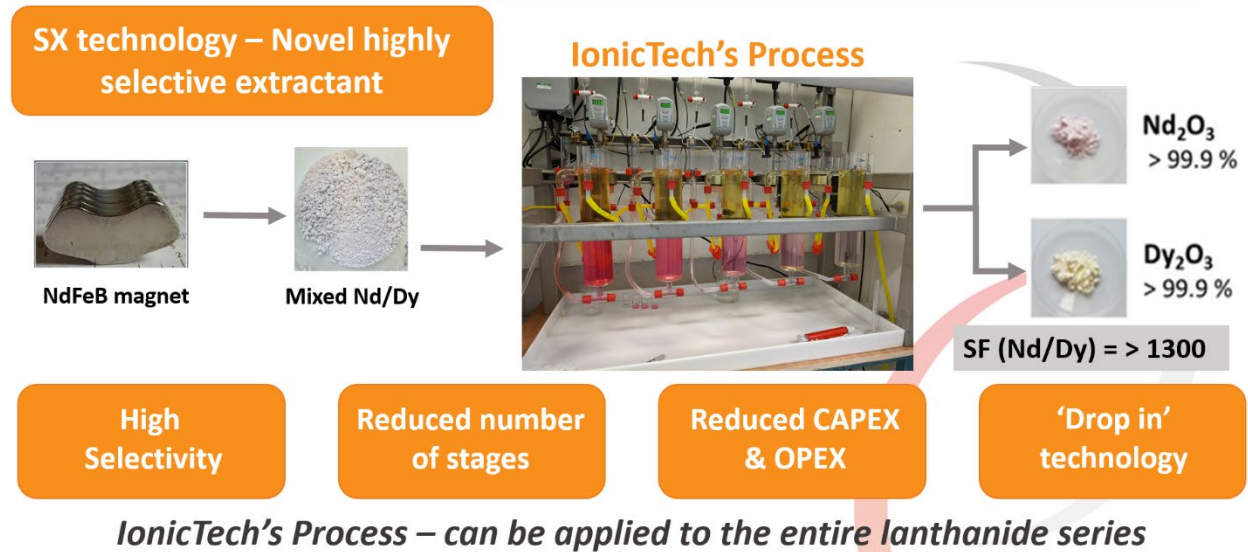 SX technology – Novel highly
selective extractant
IonicTech's Process
NdFeB magnet
Mixed Nd/Dy
Nd₂O₃
> 99.9 %
Dy₂O₃
> 99.9 %
SF (Nd/Dy) = > 1300
High
Selectivity
Reduced number
of stages
Reduced CAPEX
& OPEX
'Drop in'
technology
IonicTech's Process – can be applied to the entire lanthanide series